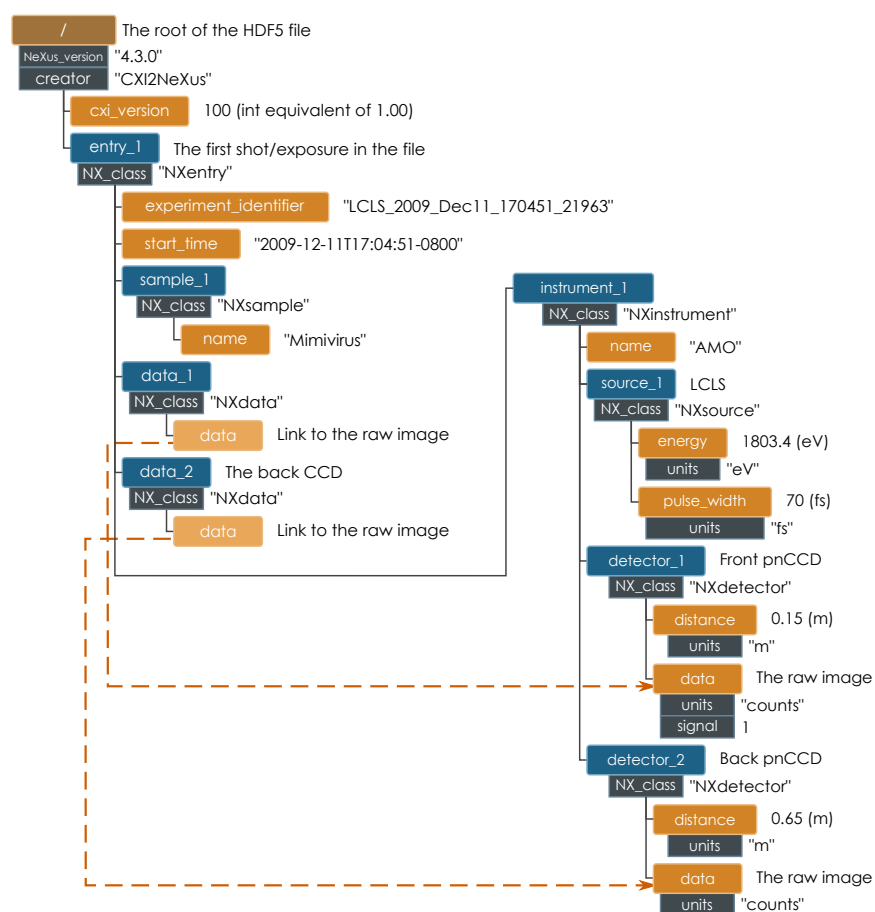 / The root of the HDF5 file
NeXus_version "4.3.0"
creator "CXI2NeXus"
cxi_version 100 (int equivalent of 1.00)
entry_1 The first shot/exposure in the file
NX_class "NXentry"
experiment_identifier "LCLS_2009_Dec11_170451_21963"
start_time "2009-12-11T17:04:51-0800"
sample_1
NX_class "NXsample"
name "Mimivirus"
data_1
NX_class "NXdata"
data Link to the raw image
data_2 The back CCD
NX_class "NXdata"
data Link to the raw image
instrument_1
NX_class "NXinstrument"
name "AMO"
source_1 LCLS
NX_class "NXsource"
energy 1803.4 (eV)
units "eV"
pulse_width 70 (fs)
units "fs"
detector_1 Front pnCCD
NX_class "NXdetector"
distance 0.15 (m)
units "m"
data The raw image
units "counts"
signal 1
detector_2 Back pnCCD
NX_class "NXdetector"
distance 0.65 (m)
units "m"
data The raw image
units "counts"